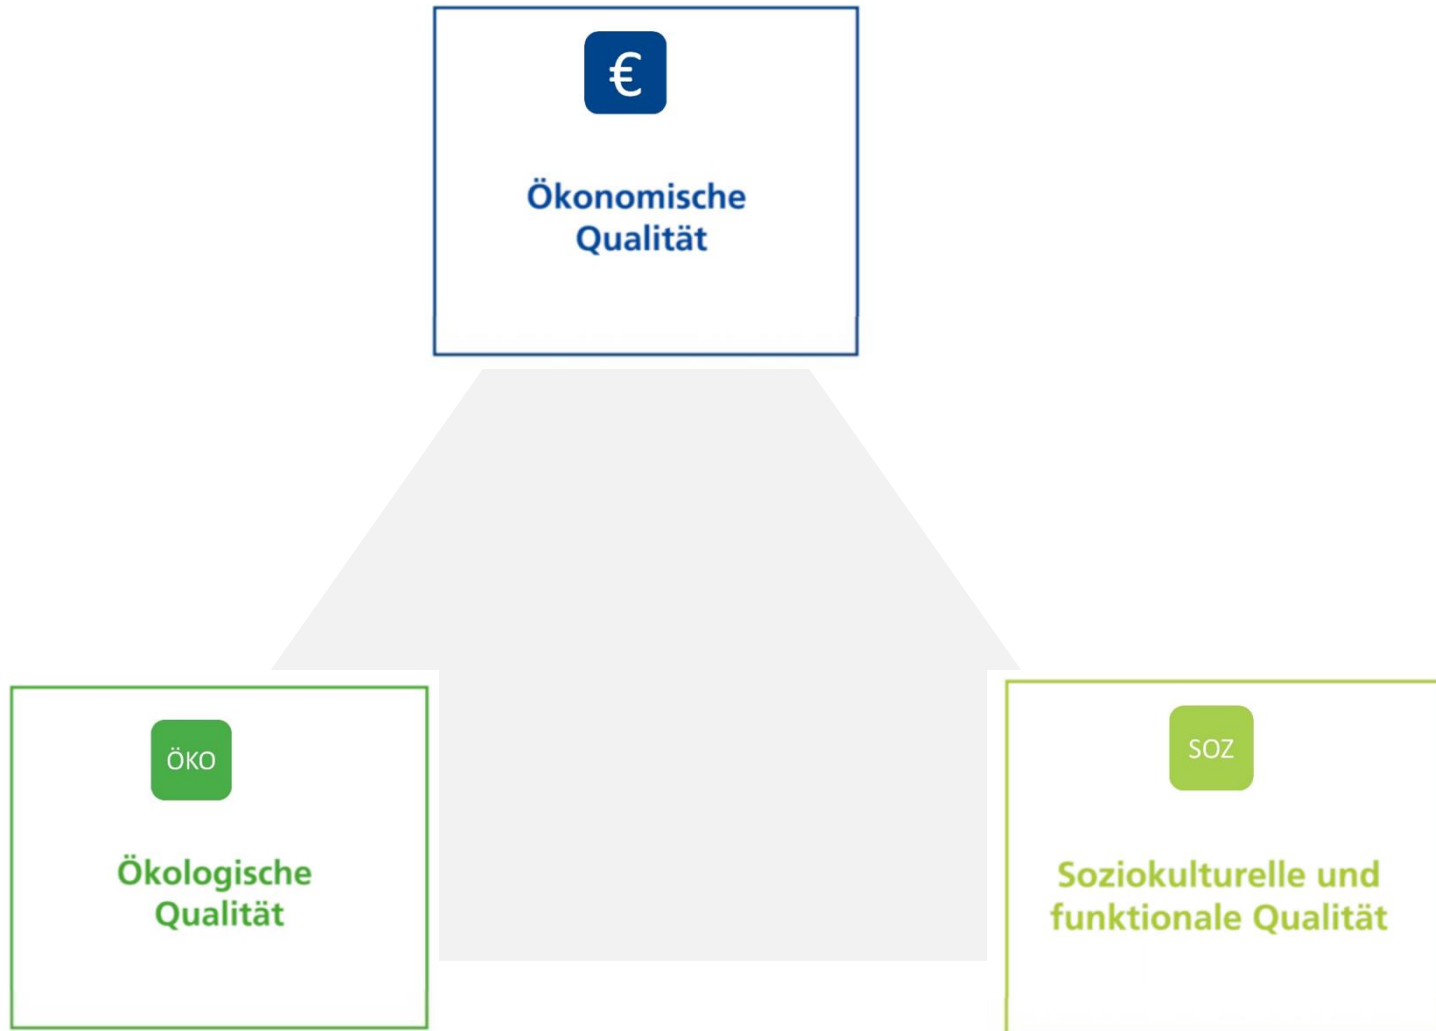 €
Ökonomische
Qualität
ÖKO
Ökologische
Qualität
SOZ
Soziokulturelle und
funktionale Qualität